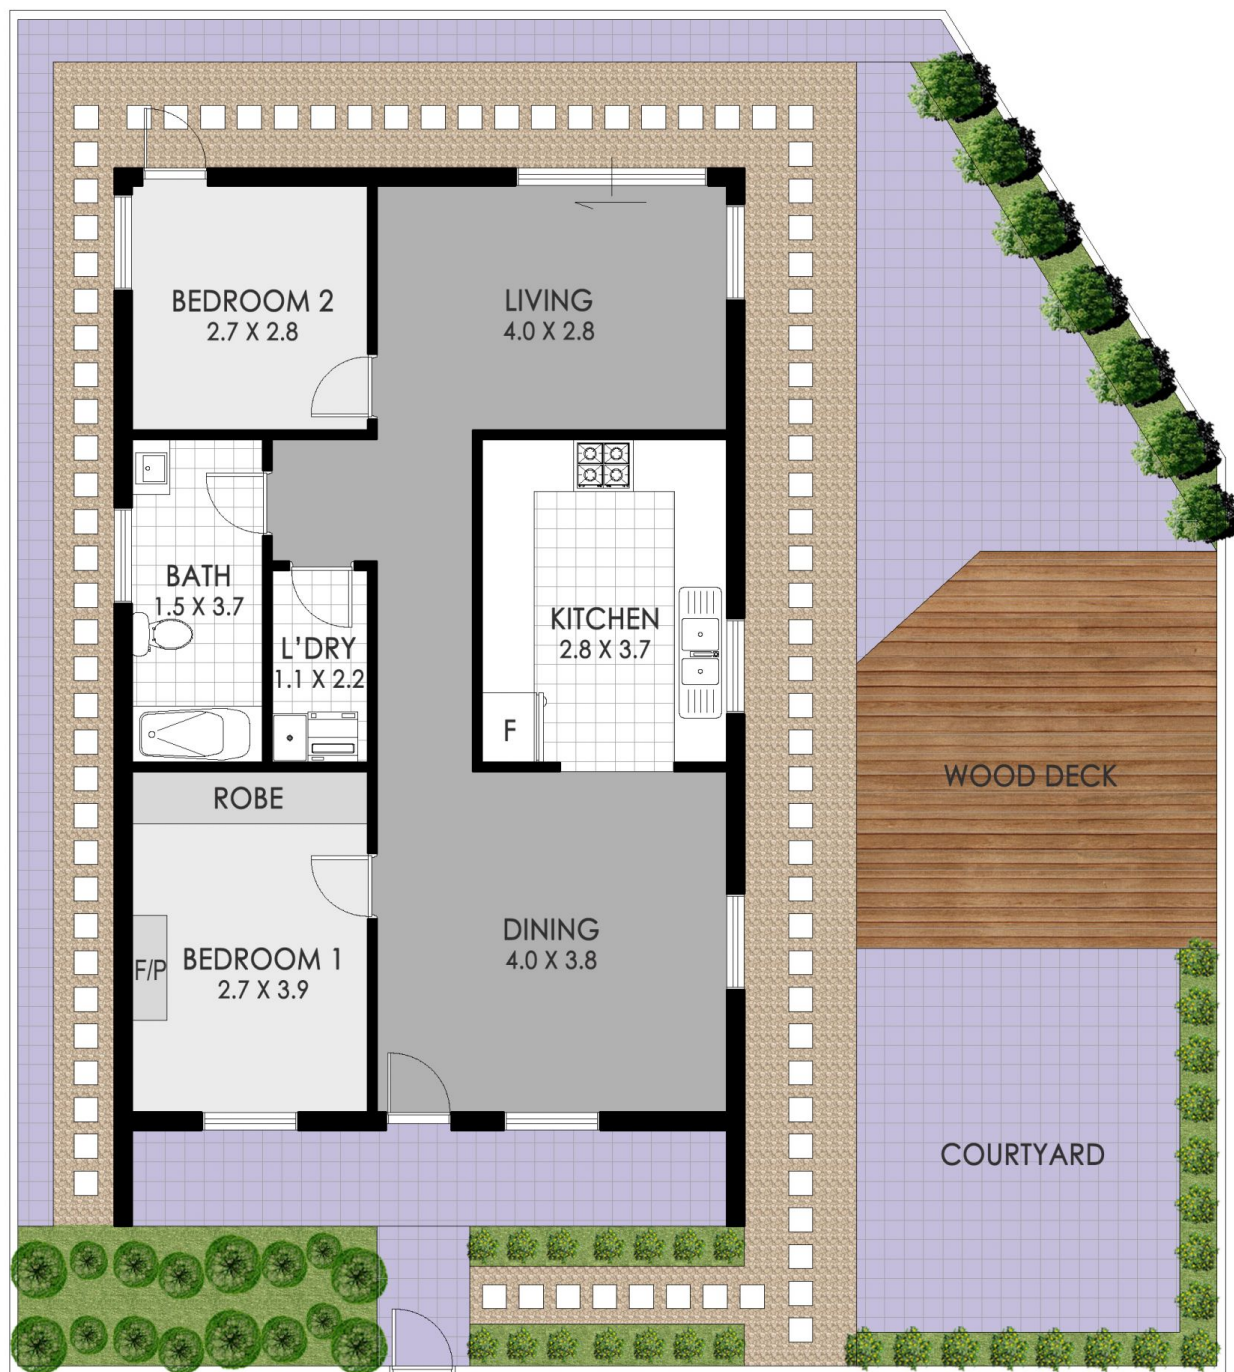 BEDROOM 2
2.7 X 2.8
LIVING
4.0 X 2.8
BATH
1.5 X 3.7
L'DRY
1.1 X 2.2
KITCHEN
2.8 X 3.7
F
WOOD DECK
ROBE
F/P
BEDROOM 1
2.7 X 3.9
DINING
4.0 X 3.8
COURTYARD